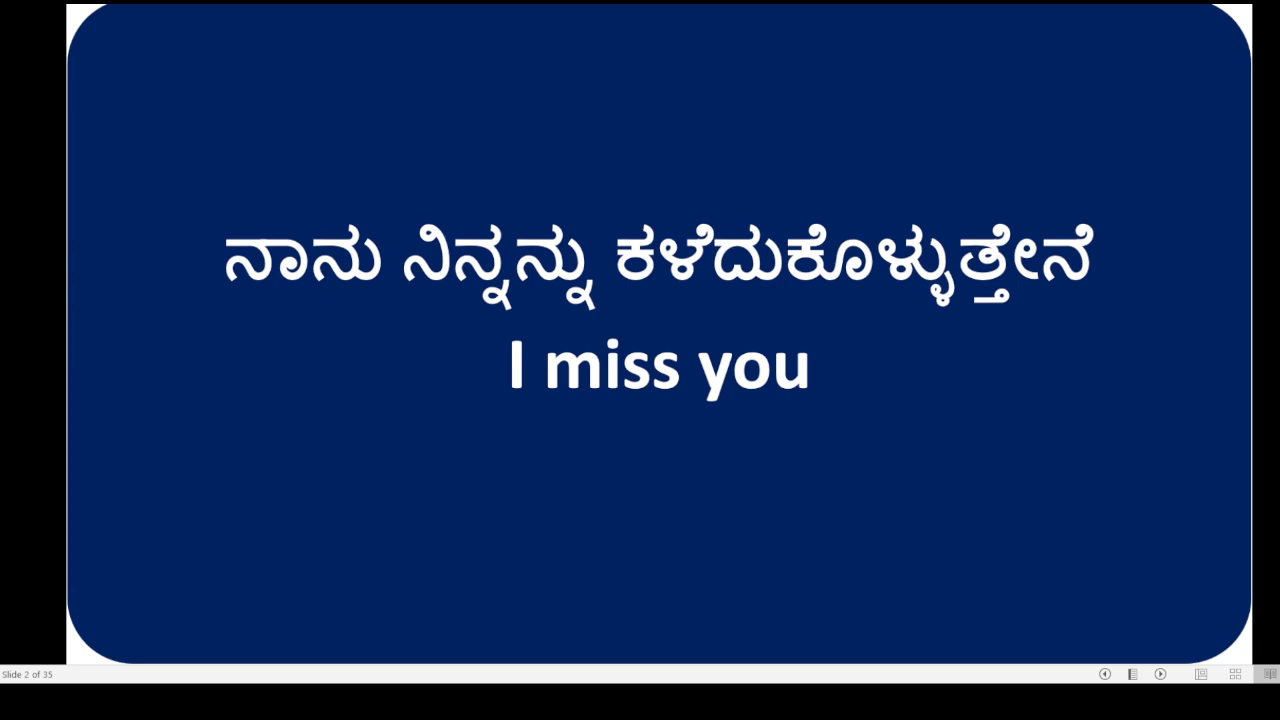 ನಾನು ನಿನ್ನನ್ನು ಕಳೆದುಕೊಳ್ಳುತ್ತೇನೆ
I miss you
Slide 2 of 35